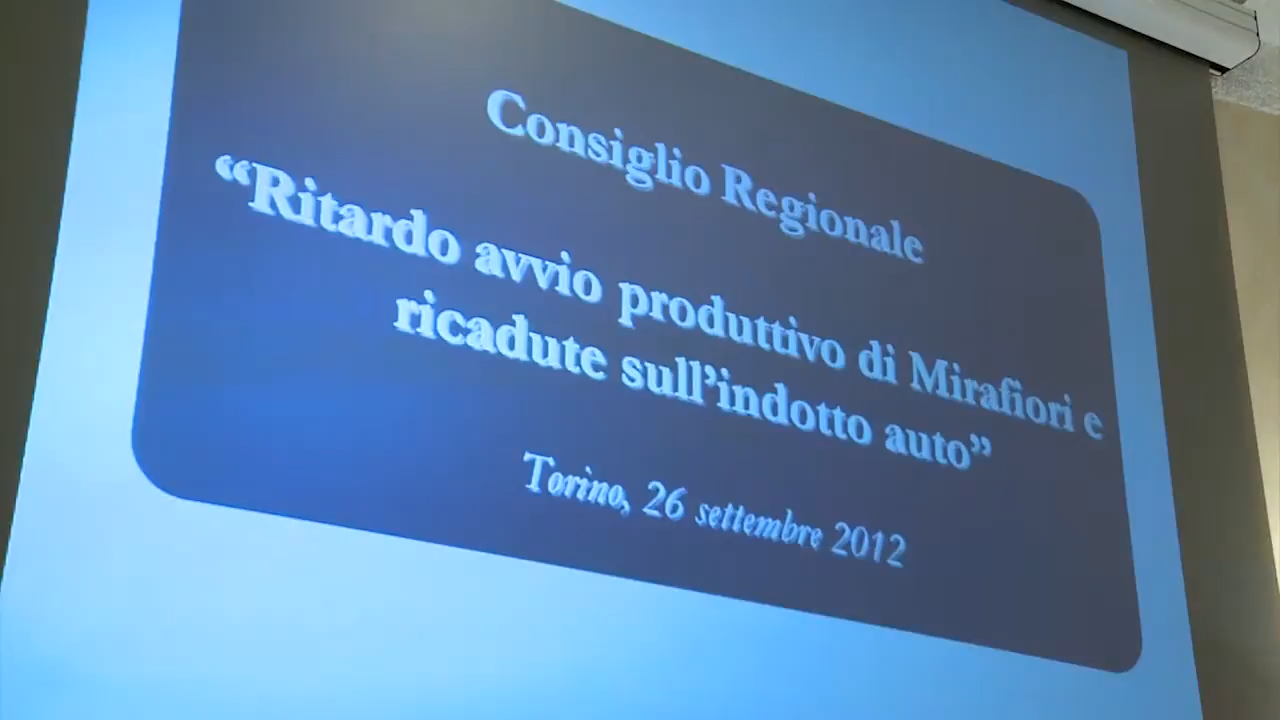 Consiglio Regionale
“Ritardo avvio produttivo di Mirafiori e
ricadute sull’indotto auto”
Torino, 26 settembre 2012